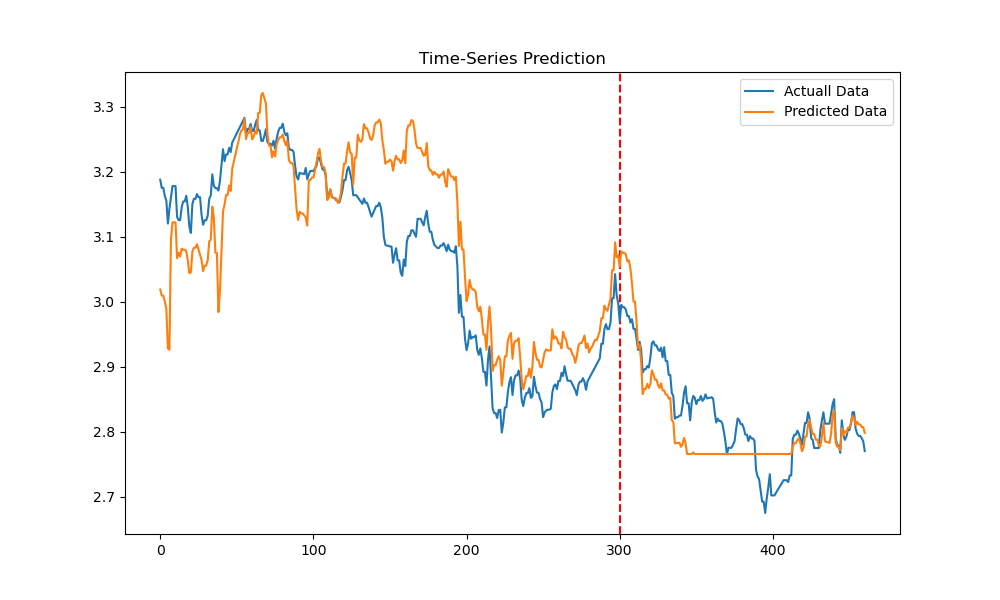 Time-Series Prediction
Actuall Data
Predicted Data
3.3
3.2
3.1
3.0
2.9
2.8
2.7
0 100 200 300 400